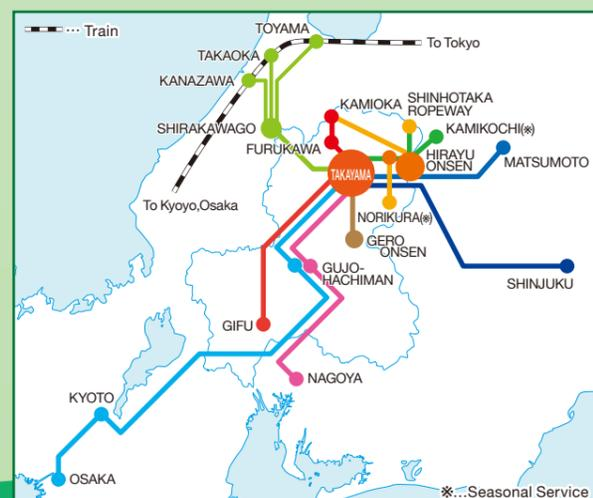 … Train
TOYAMA
To Tokyo
TAKAOKA
KANAZAWA
KAMIOKA
SHINHOTAKA
ROPEWAY
SHIRAKAWAGO
KAMIKOCHI(※)
FURUKAWA
HIRAYU
ONSEN
MATSUMOTO
TAKAYAMA
To Kyoyo,Osaka
NORIKURA(※)
GERO
ONSEN
GUJO-
HACHIMAN
SHINJUKU
GIFU
NAGOYA
KYOTO
OSAKA
※…Seasonal Service